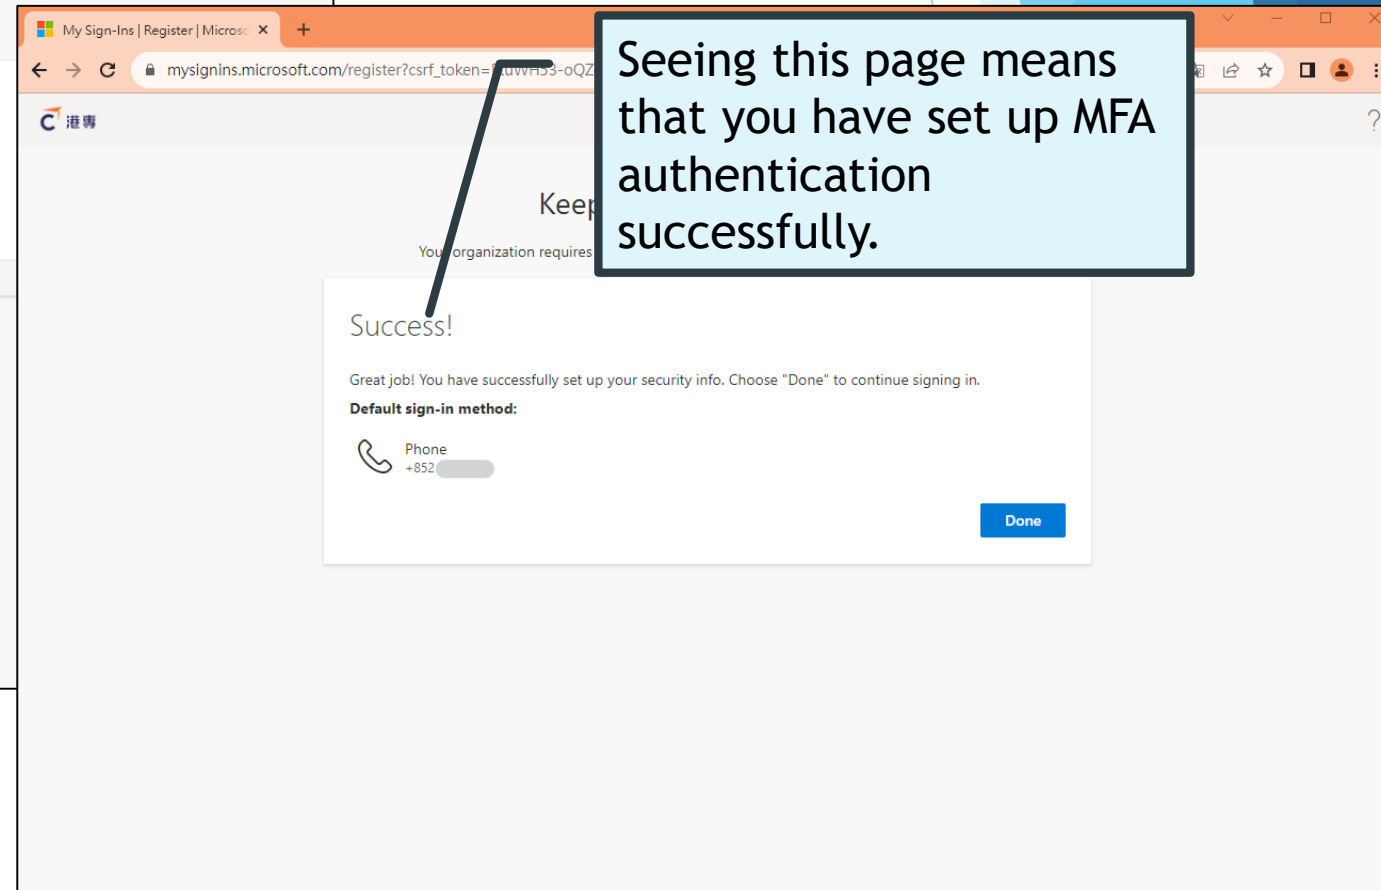 My Sign-Ins | Register | Microsc
Seeing this page means
that you have set up MFA
authentication
successfully.
mysignins.microsoft.com/register?csrf_token=
港專
Keep
Your organization requires
Success!
Great job! You have successfully set up your security info. Choose "Done" to continue signing in.
Default sign-in method:
Phone
+852
Done